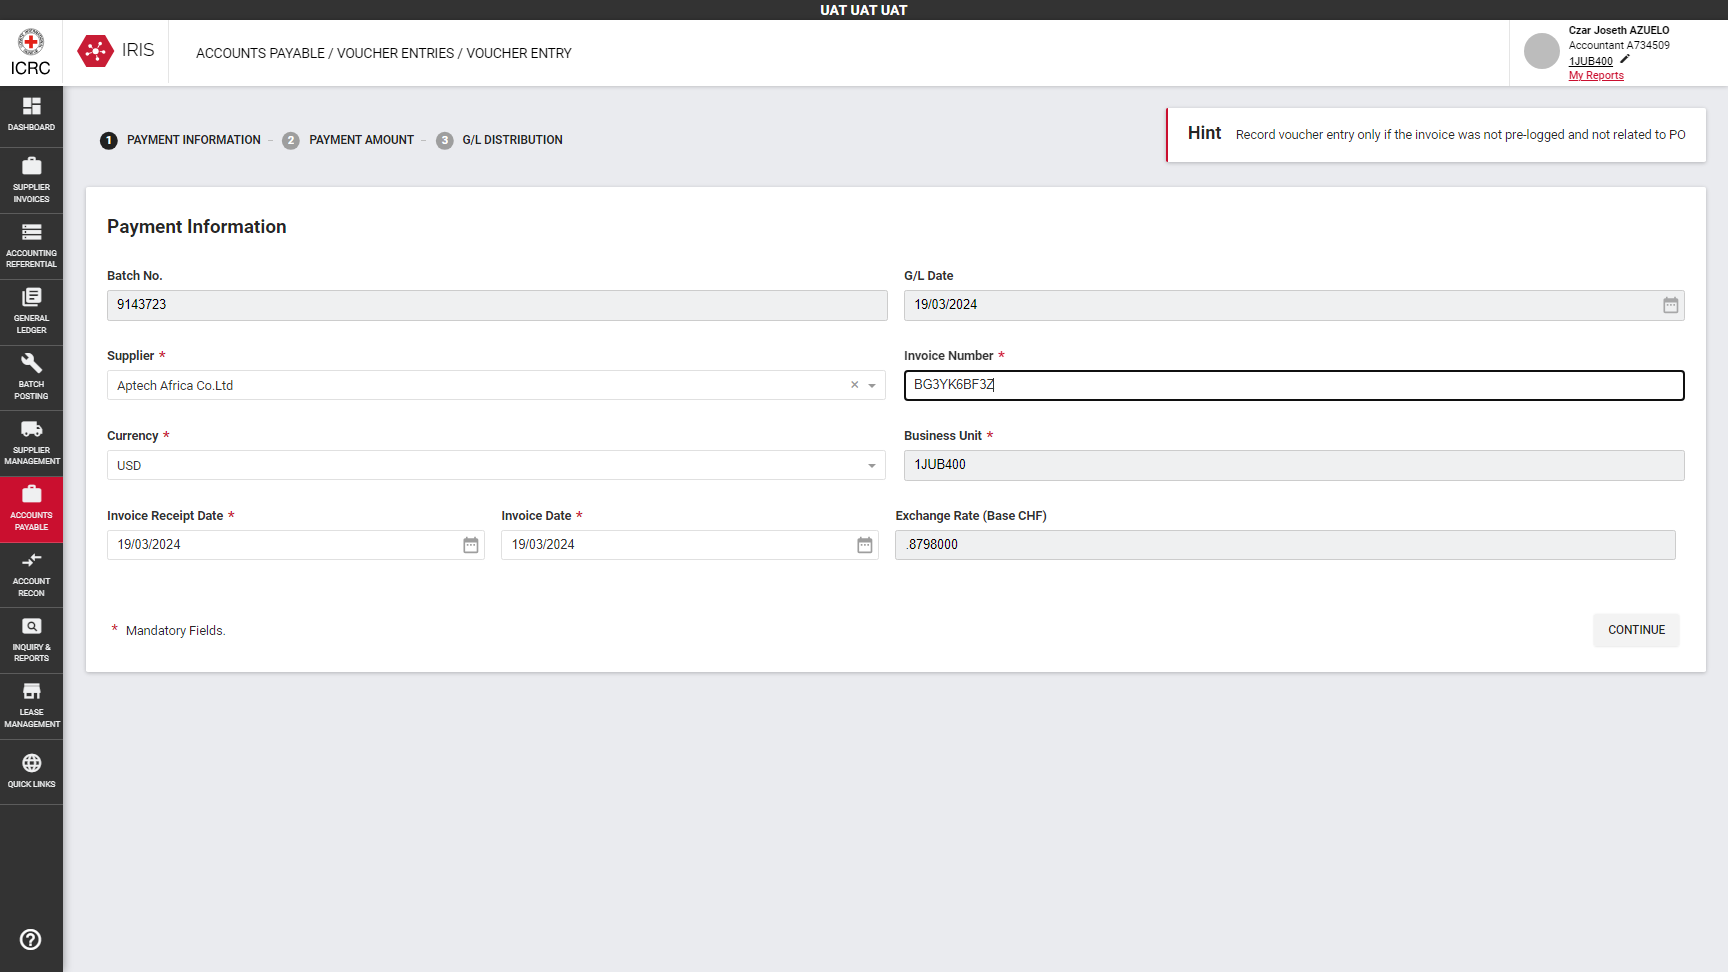 UAT UAT UAT
ICRC
IRIS
ACCOUNTS PAYABLE / VOUCHER ENTRIES / VOUCHER ENTRY
Czar Joseth AZUELO
Accountant A734509
1JUB400
My Reports
DASHBOARD
SUPPLIER
INVOICES
ACCOUNTING
REFERENTIAL
GENERAL
LEDGER
BATCH
POSTING
SUPPLIER
MANAGEMENT
ACCOUNTS
PAYABLE
ACCOUNT
RECON
INQUIRY &
REPORTS
LEASE
MANAGEMENT
QUICK LINKS
1 PAYMENT INFORMATION - 2 PAYMENT AMOUNT - 3 G/L DISTRIBUTION
Hint Record voucher entry only if the invoice was not pre-logged and not related to PO
Payment Information
Batch No.
9143723
G/L Date
19/03/2024
Supplier *
Aptech Africa Co.Ltd
Invoice Number *
BG3YK6BF3Z
Currency *
USD
Business Unit *
1JUB400
Invoice Receipt Date *
19/03/2024
Invoice Date *
19/03/2024
Exchange Rate (Base CHF)
.8798000
* Mandatory Fields.
CONTINUE